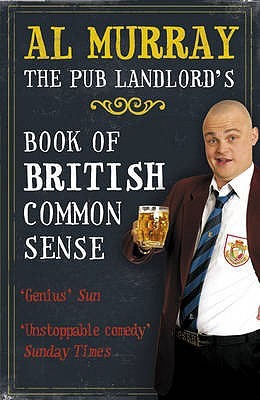 AL MURRAY
THE PUB LANDLORD'S
BOOK OF
BRITISH
COMMON
SENSE
'Genius' Sun
'Unstoppable comedy'
Sunday Times